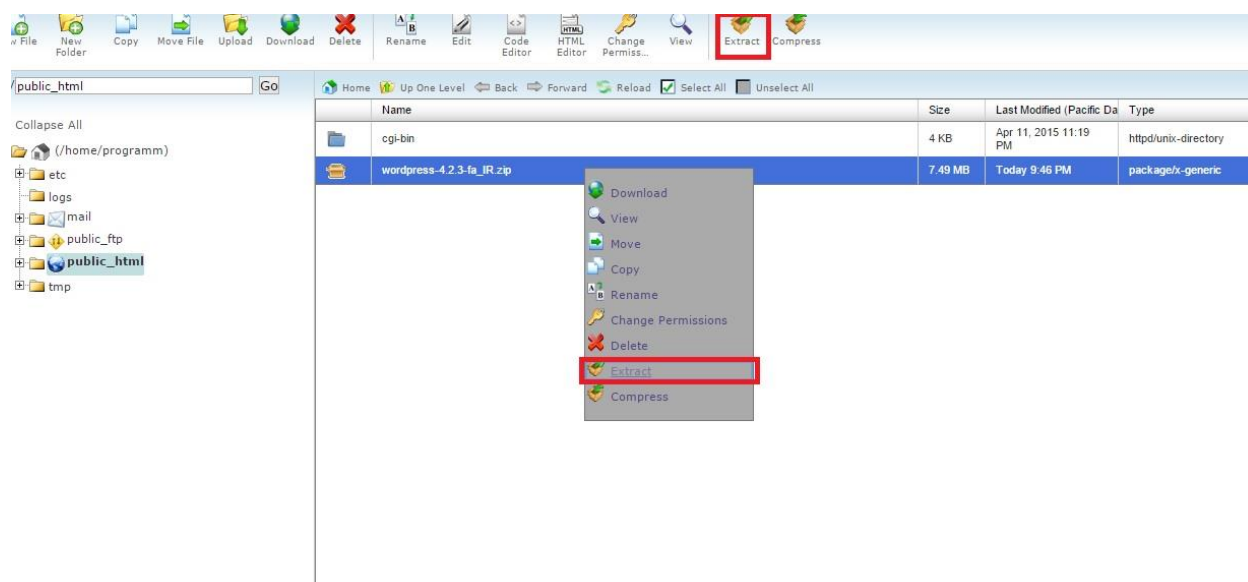 w File New Folder Copy Move File Upload Download Delete Rename Edit Code Editor HTML Editor Change Permiss... View Extract Compress
/public_html Go
Home Up One Level Back Forward Reload Select All Unselect All
Name Size Last Modified (Pacific Da Type
Collapse All
(/home/programm)
etc
logs
mail
public_ftp
public_html
tmp
cgi-bin 4 KB Apr 11, 2015 11:19 PM httpd/unix-directory
wordpress-4.2.3-fa_IR.zip 7.49 MB Today 9:46 PM package/x-generic
Download
View
Move
Copy
Rename
Change Permissions
Delete
Extract
Compress